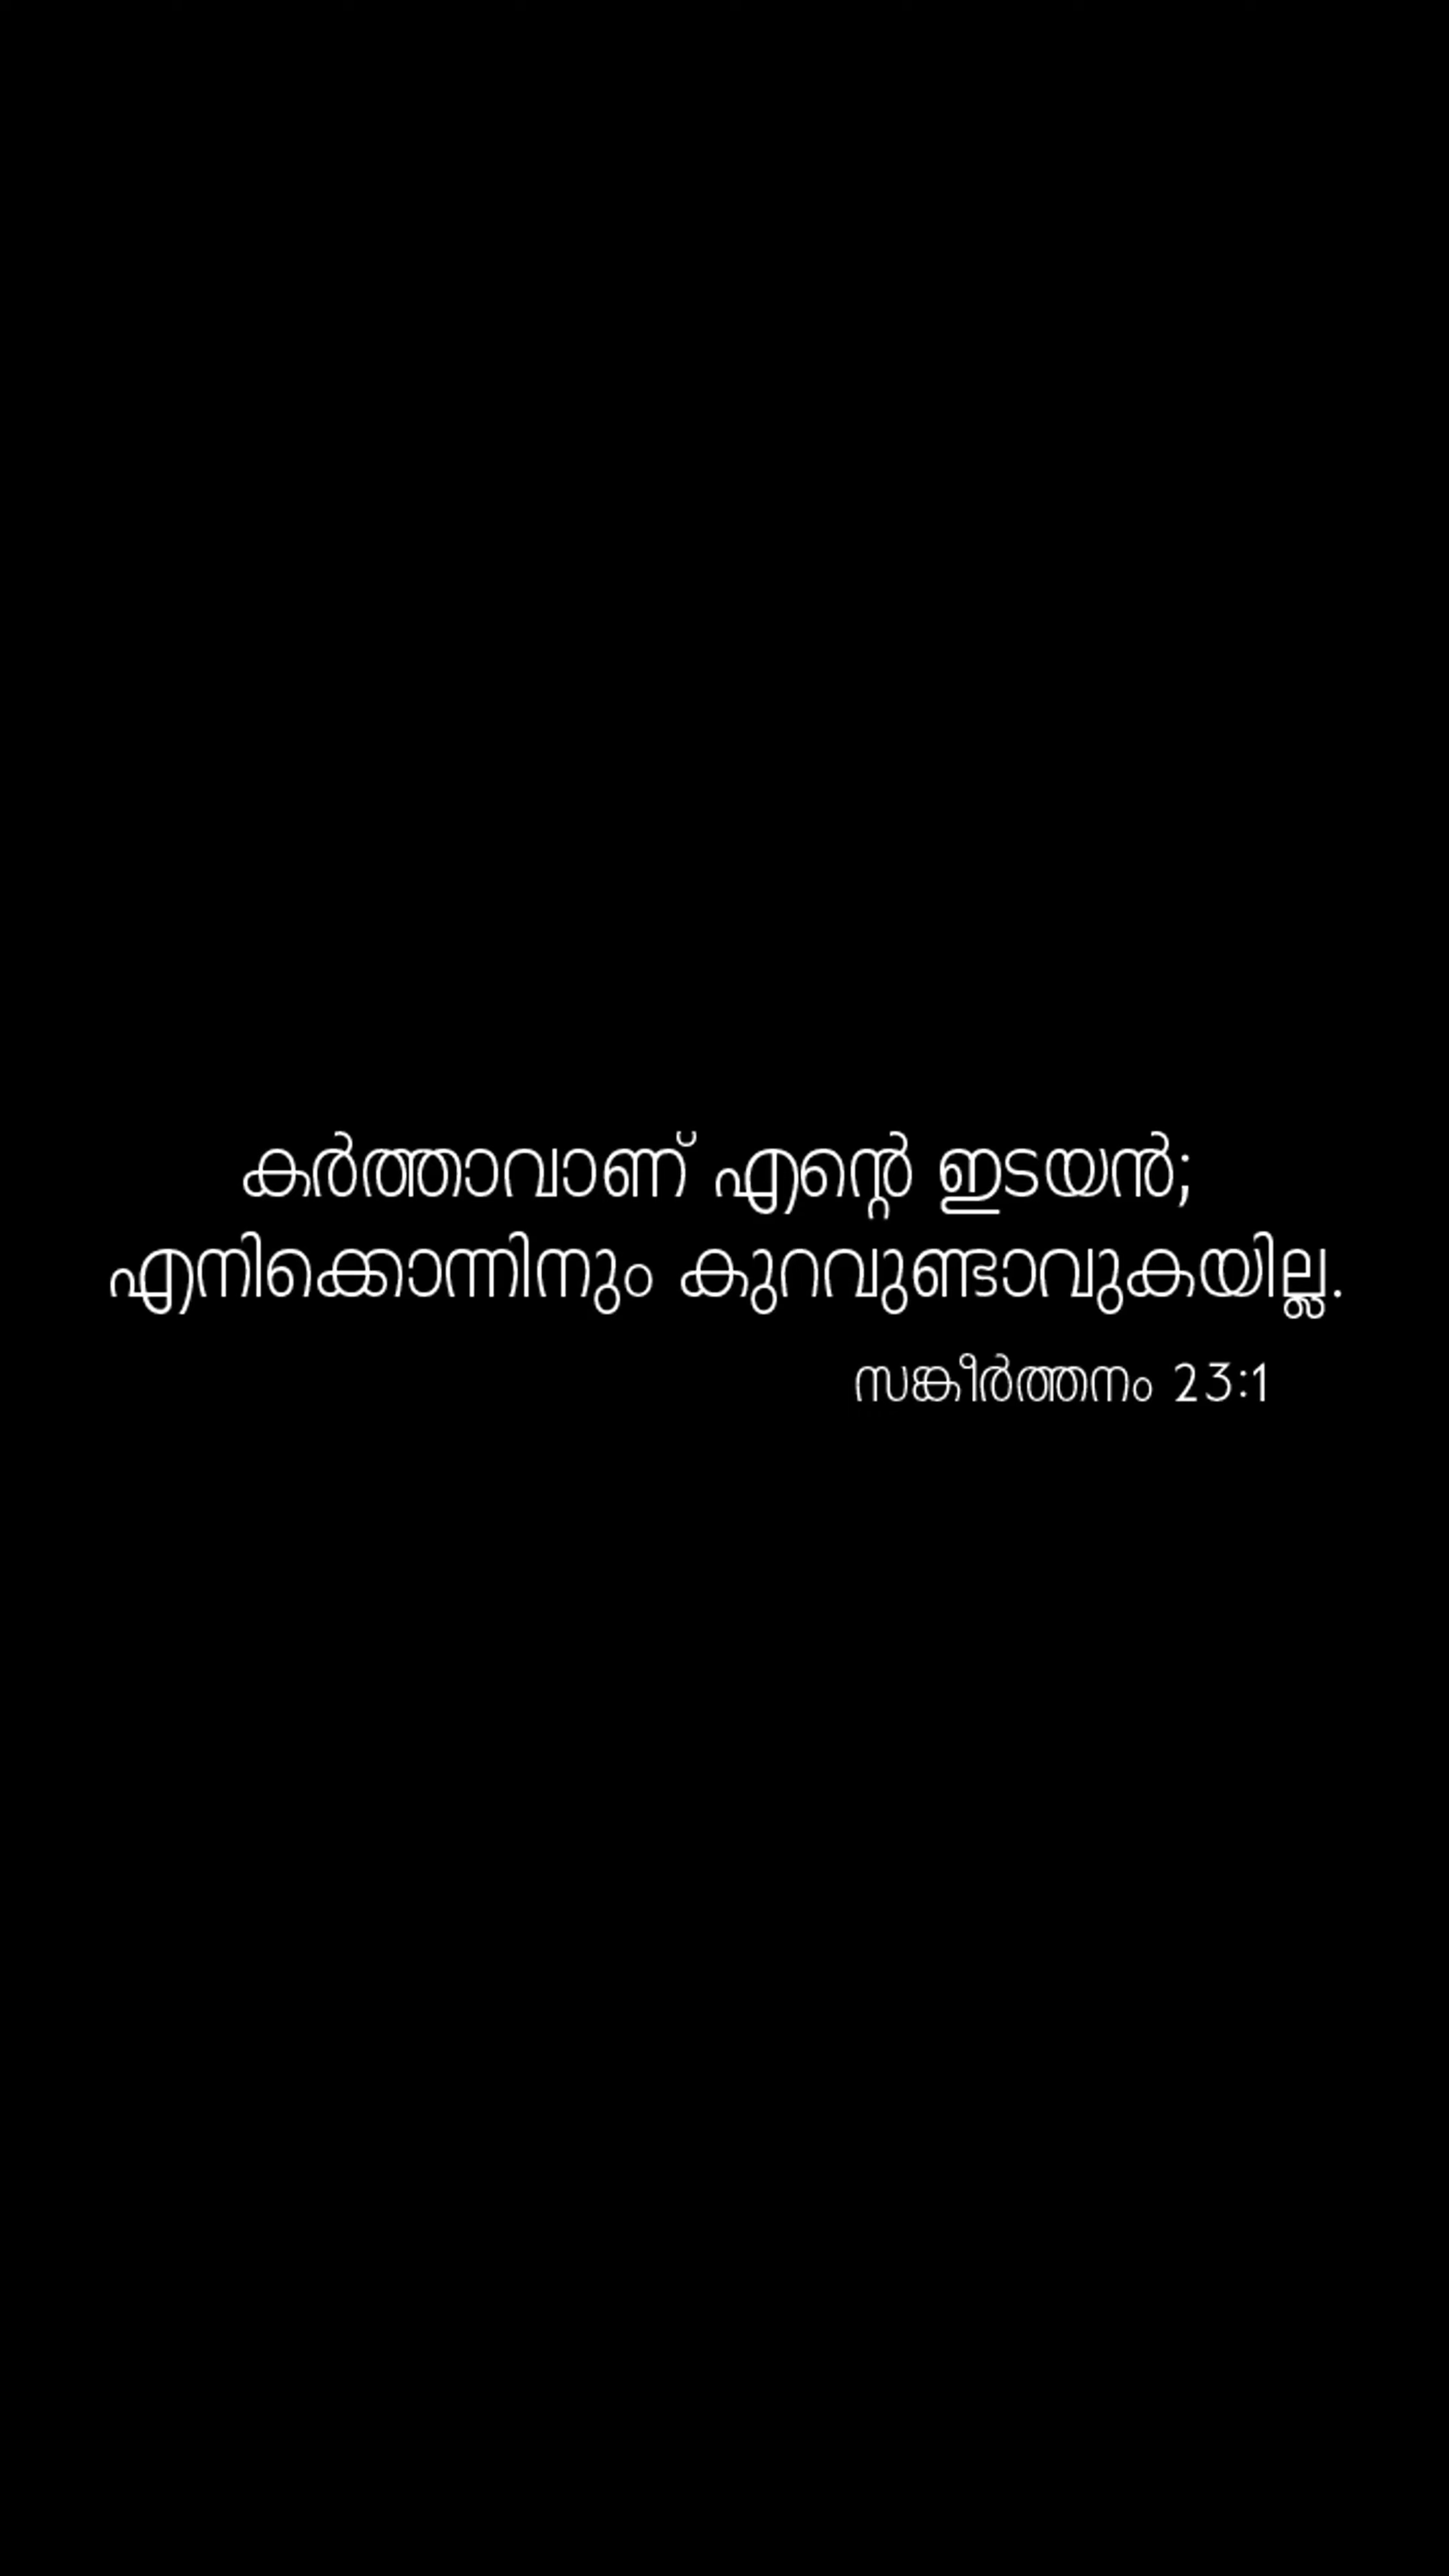 കർത്താവാണ് എന്റെ ഇടയൻ;
എനിക്കൊന്നിനും കുറവുണ്ടാവുകയില്ല.
സങ്കീർത്തനം 23:1